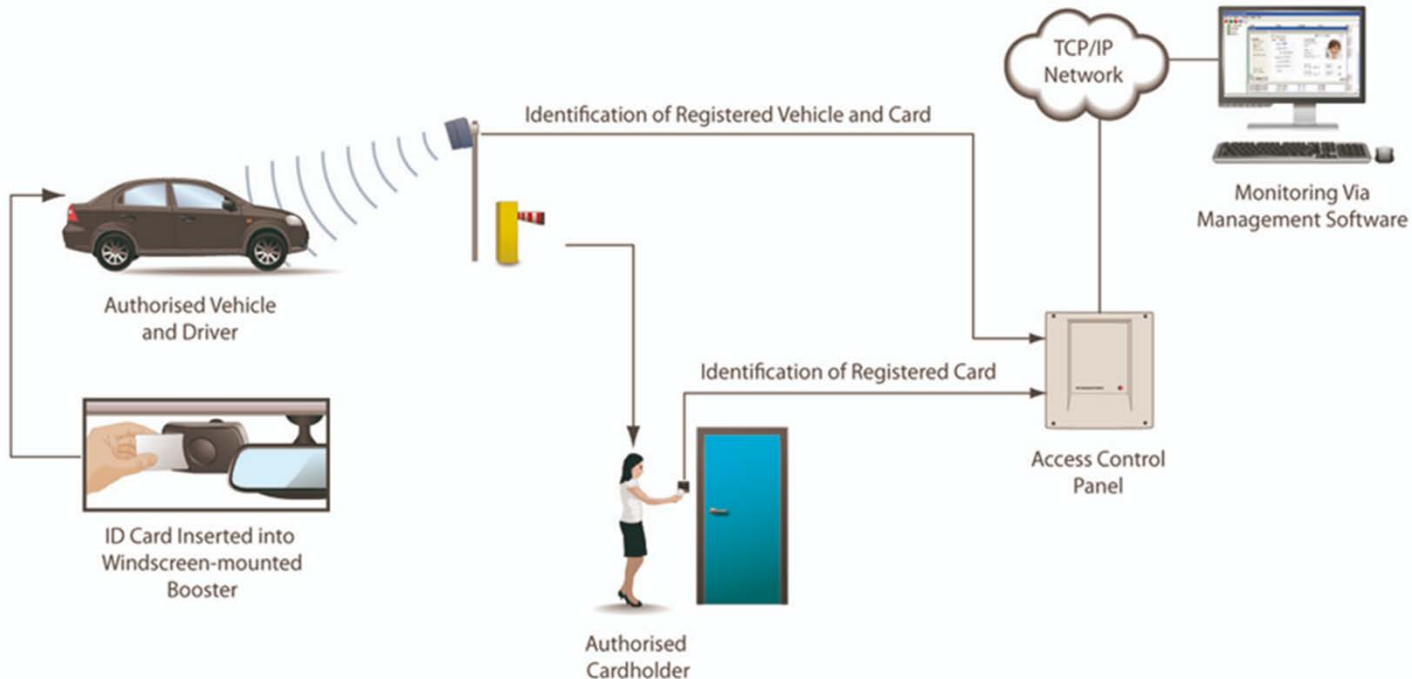 TCP/IP
Network
Identification of Registered Vehicle and Card
Monitoring Via
Management Software
Authorised Vehicle
and Driver
Identification of Registered Card
Access Control
Panel
ID Card Inserted into
Windscreen-mounted
Booster
Authorised
Cardholder